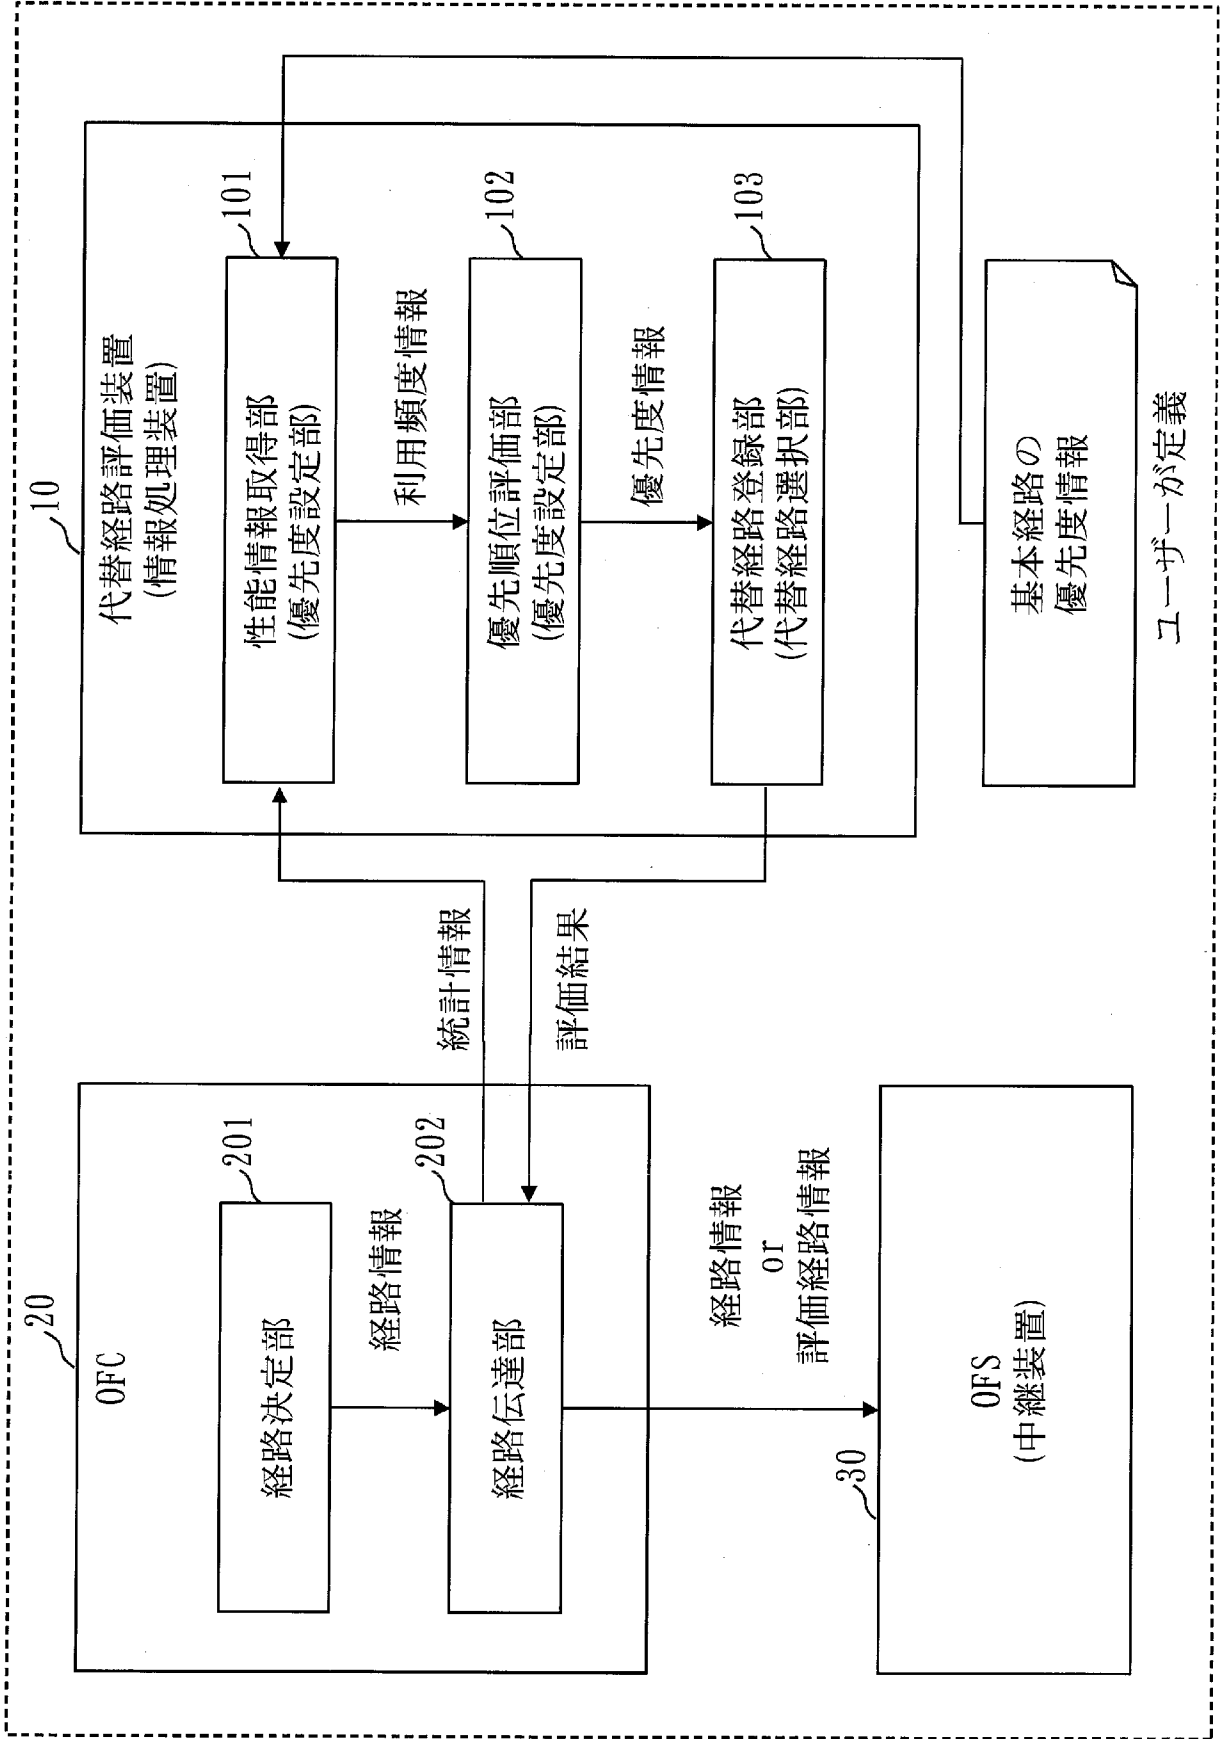 20
OFC
201
経路決定部
経路情報
202
経路伝達部
経路情報
or
評価経路情報
30
OFS
(中継装置)
統計情報
評価結果
10
代替経路評価装置
(情報処理装置)
101
性能情報取得部
(優先度設定部)
利用頻度情報
102
優先順位評価部
(優先度設定部)
優先度情報
103
代替経路登録部
(代替経路選択部)
基本経路の
優先度情報
ユーザーが定義